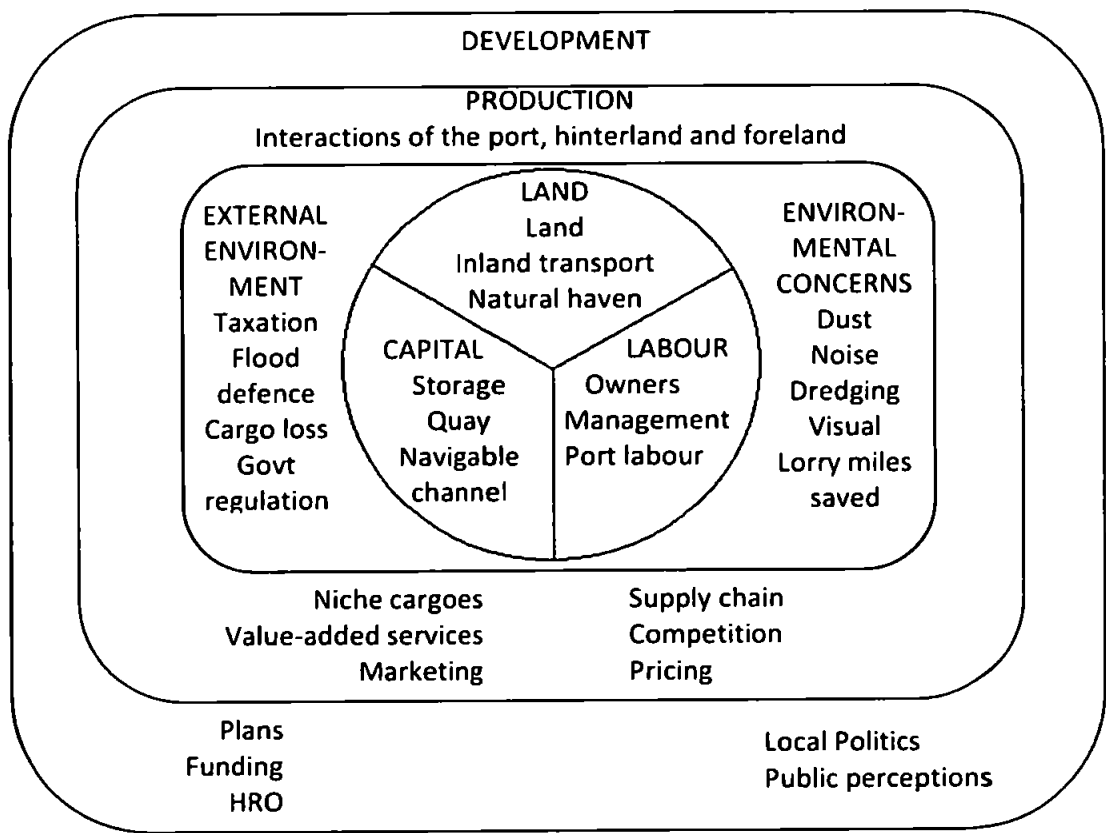 DEVELOPMENT
PRODUCTION
Interactions of the port, hinterland and foreland
EXTERNAL
ENVIRON-
MENT
Taxation
Flood
defence
Cargo loss
Govt
regulation
LAND
Land
Inland transport
Natural haven
CAPITAL
Storage
Quay
Navigable
channel
LABOUR
Owners
Management
Port labour
ENVIRON-
MENTAL
CONCERNS
Dust
Noise
Dredging
Visual
Lorry miles
saved
Niche cargoes
Value-added services
Marketing
Supply chain
Competition
Pricing
Plans
Funding
HRO
Local Politics
Public perceptions